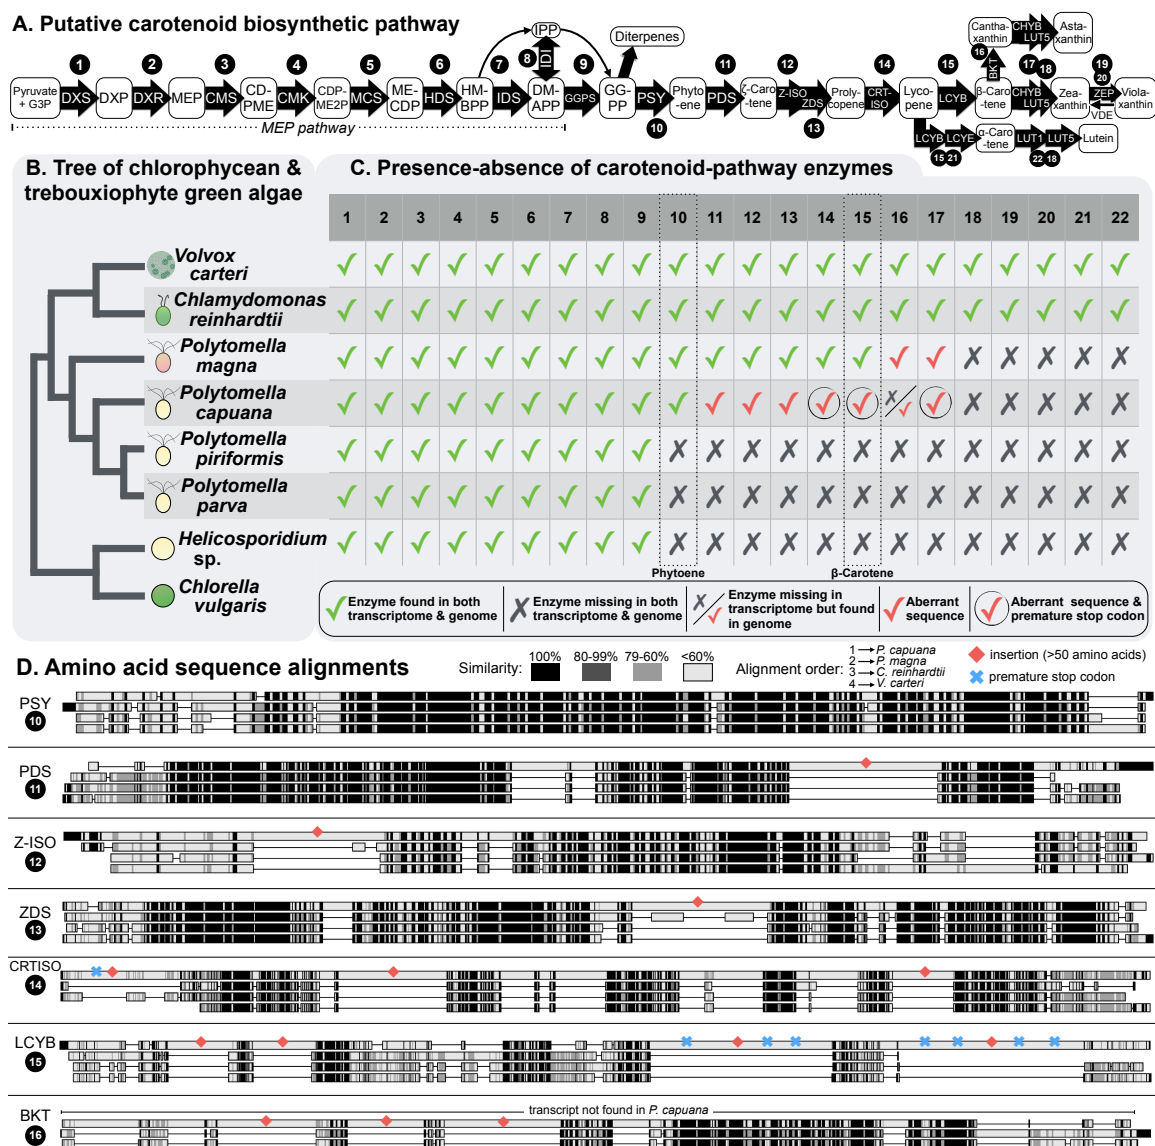 A. Putative carotenoid biosynthetic pathway
IPP
Diterpenes
Cantha-xanthin
CHYB
LUT5
Asta-xanthin
1
2
3
4
5
6
7
8
9
11
12
14
15
16
17
18
19
20
Pyruvate + G3P
DXS
DXP
DXR
MEP
CMS
CD-PME
CMK
CDP-ME2P
MCS
ME-CDP
HDS
HM-BPP
IDS
IDI
DM-APP
GGPS
GG-PP
PSY
Phyto-ene
PDS
ζ-Caro-tene
Z-ISO
ZDS
Proly-copene
CRT-ISO
Lyco-pene
LCYB
BKT
β-Caro-tene
CHYB
LUT5
Zea-xanthin
ZEP
VDE
Viola-xanthin
MEP pathway
10
13
LCYB
LCYE
α-Caro-tene
LUT1
LUT5
Lutein
15
21
22
18
B. Tree of chlorophycean &
trebouxiophyte green algae
C. Presence-absence of carotenoid-pathway enzymes
1 2 3 4 5 6 7 8 9 10 11 12 13 14 15 16 17 18 19 20 21 22
Volvox
carteri
Chlamydomonas
reinhardtii
Polytomella
magna
Polytomella
capuana
Polytomella
piriformis
Polytomella
parva
Helicosporidium
sp.
Chlorella
vulgaris
Phytoene
β-Carotene
Enzyme found in both
transcriptome & genome
Enzyme missing in both
transcriptome & genome
Enzyme missing in
transcriptome but found
in genome
Aberrant
sequence
Aberrant sequence &
premature stop codon
D. Amino acid sequence alignments
Similarity:
100%
80-99%
79-60%
<60%
Alignment order:
1 → P. capuana
2 → P. magna
3 → C. reinhardtii
4 → V. carteri
insertion (>50 amino acids)
premature stop codon
PSY
10
PDS
11
Z-ISO
12
ZDS
13
CRTISO
14
LCYB
15
BKT
16
transcript not found in P. capuana